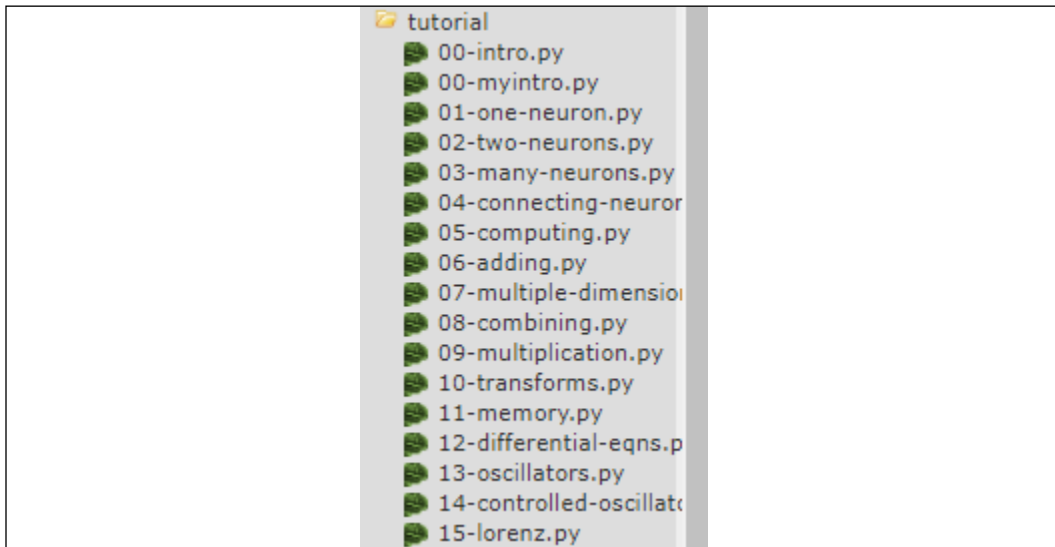 tutorial
00-intro.py
00-myintro.py
01-one-neuron.py
02-two-neurons.py
03-many-neurons.py
04-connecting-neuror
05-computing.py
06-adding.py
07-multiple-dimensio
08-combining.py
09-multiplication.py
10-transforms.py
11-memory.py
12-differential-eqns.p
13-oscillators.py
14-controlled-oscillato
15-lorenz.py